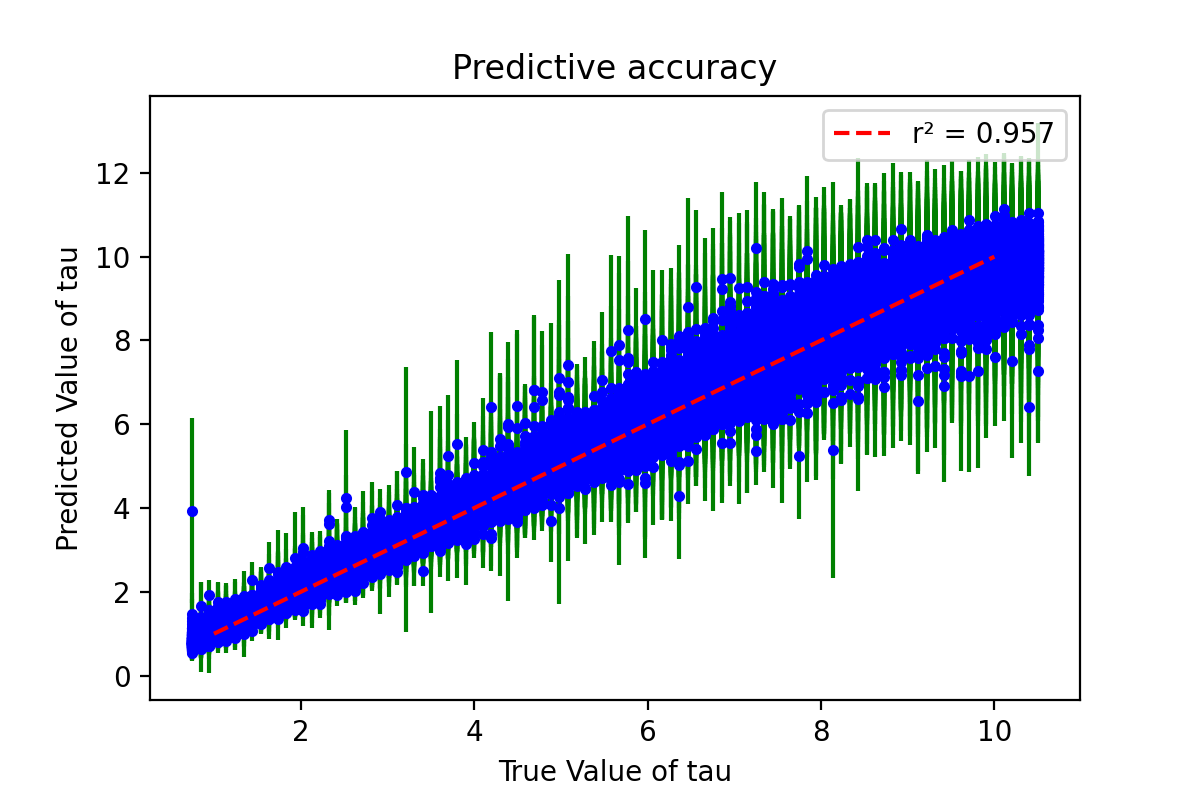 Predictive accuracy
r² = 0.957
Predicted Value of tau
12
10
8
6
4
2
0
2 4 6 8 10
True Value of tau